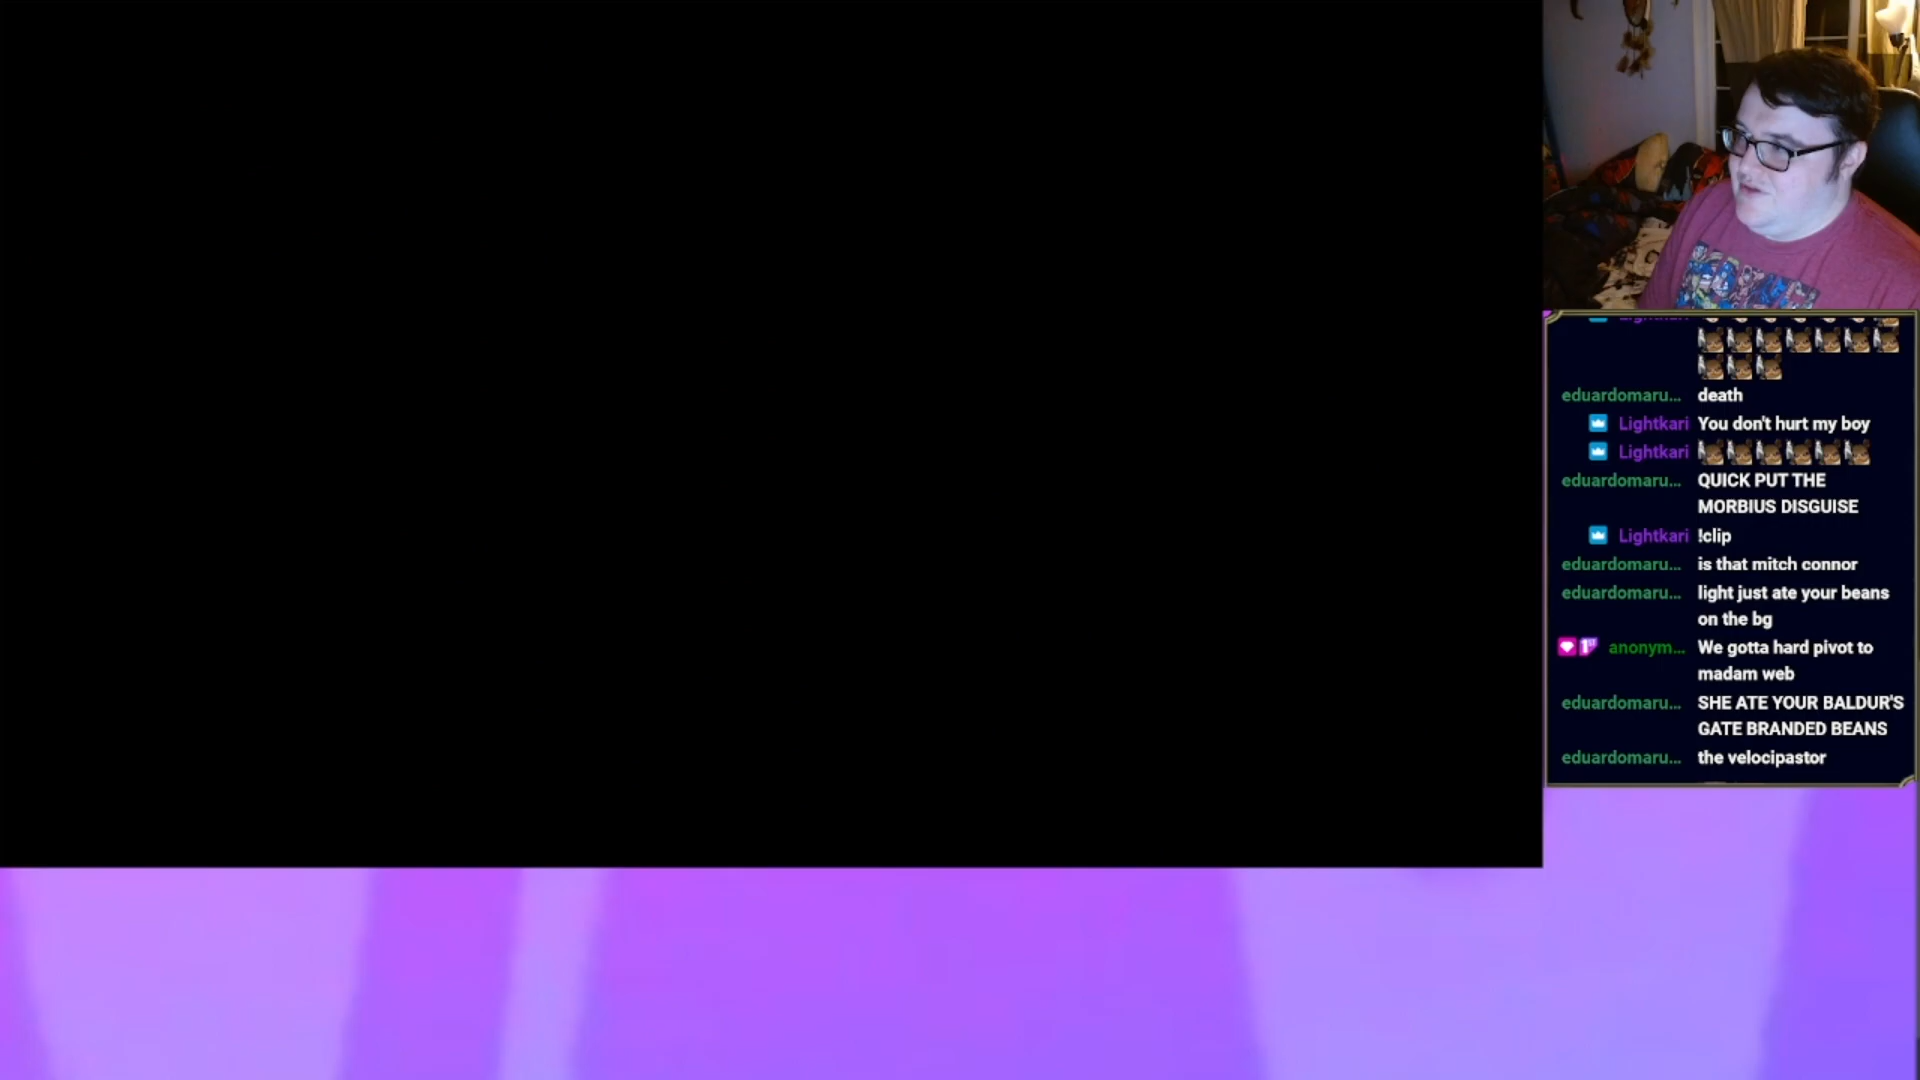 eduardomaru... death
Lightkari You don't hurt my boy
Lightkari
eduardomaru... QUICK PUT THE
MORBIUS DISGUISE
Lightkari !clip
eduardomaru... is that mitch connor
eduardomaru... light just ate your beans
on the bg
anonym... We gotta hard pivot to
madam web
eduardomaru... SHE ATE YOUR BALDUR'S
GATE BRANDED BEANS
eduardomaru... the velocipastor